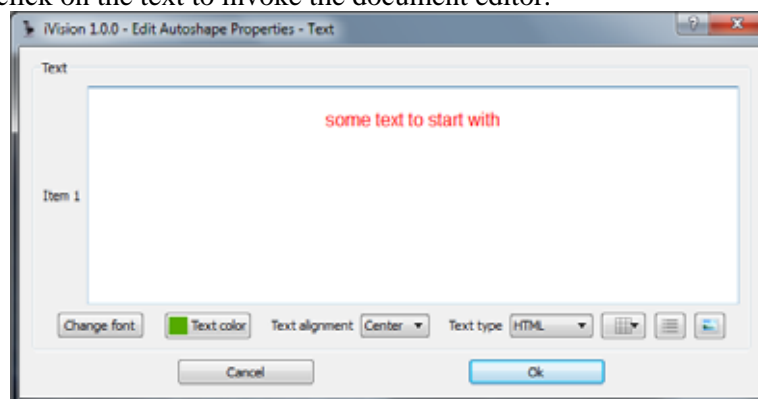 click on the text to invoke the document editor.
iVision 1.0.0 - Edit Autoshape Properties - Text
Text
some text to start with
Item 1
Change font Text color Text alignment Center Text type HTML
Cancel Ok